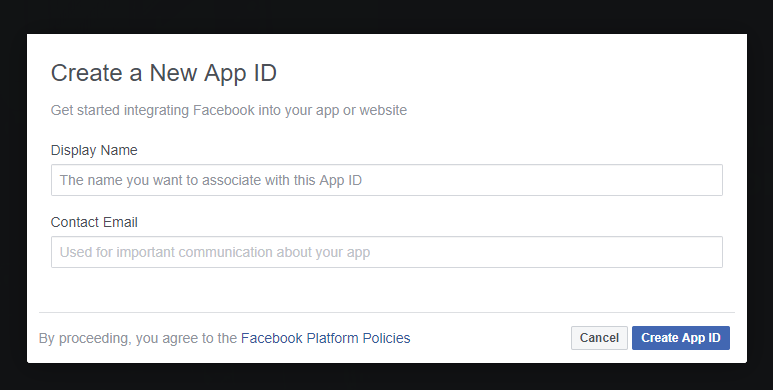 Create a New App ID
Get started integrating Facebook into your app or website
Display Name
The name you want to associate with this App ID
Contact Email
Used for important communication about your app
By proceeding, you agree to the Facebook Platform Policies
Cancel
Create App ID